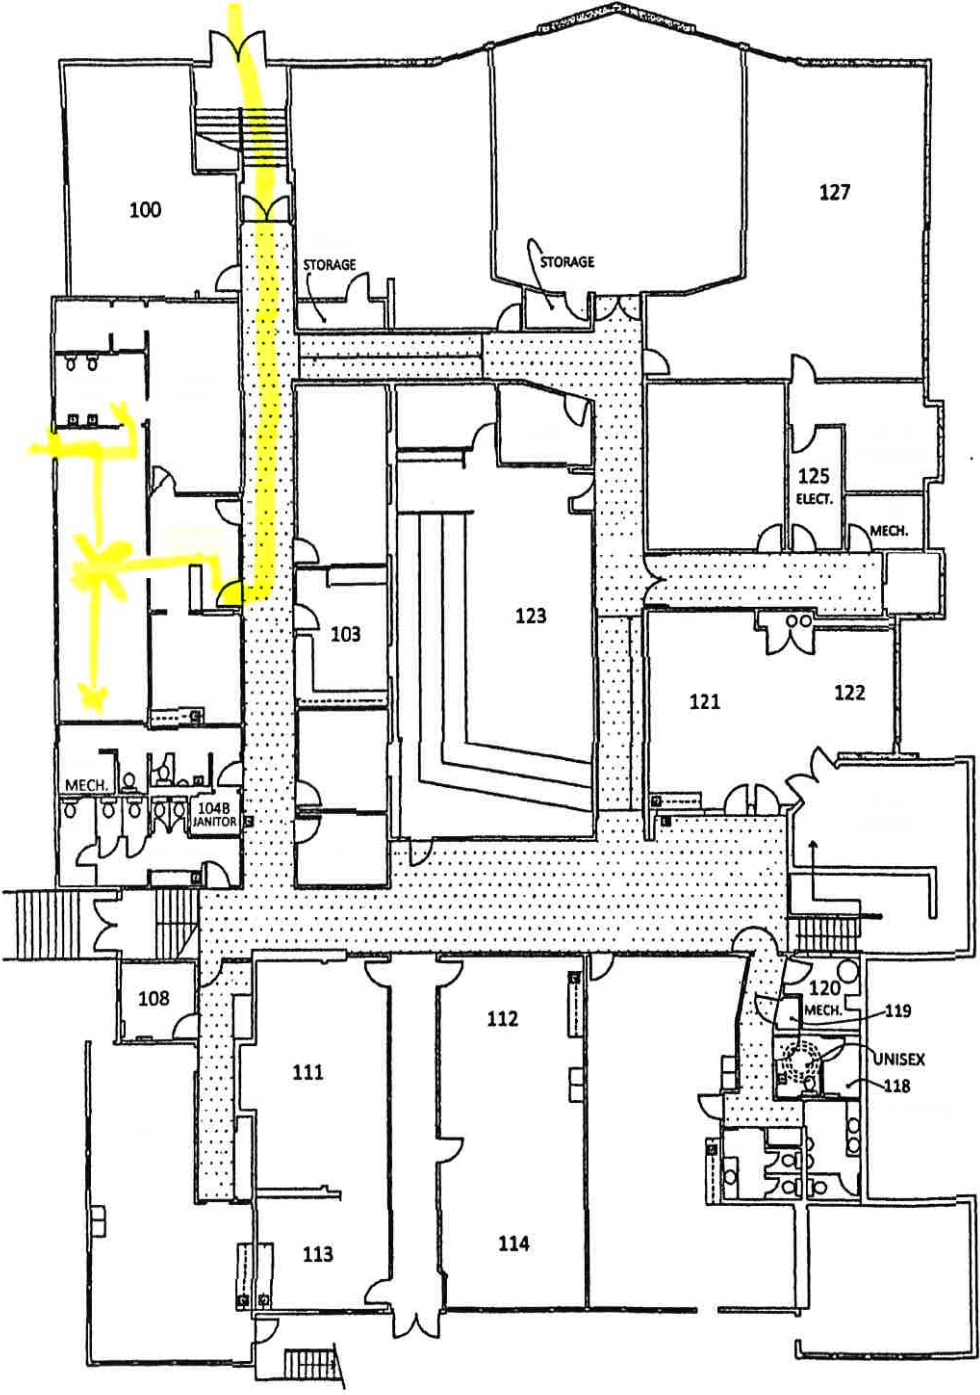 127
100
STORAGE
STORAGE
125
ELECT.
MECH.
123
103
122
121
MECH.
104B
JANITOR
120
108
MECH.
119
112
UNISEX
111
118
114
113